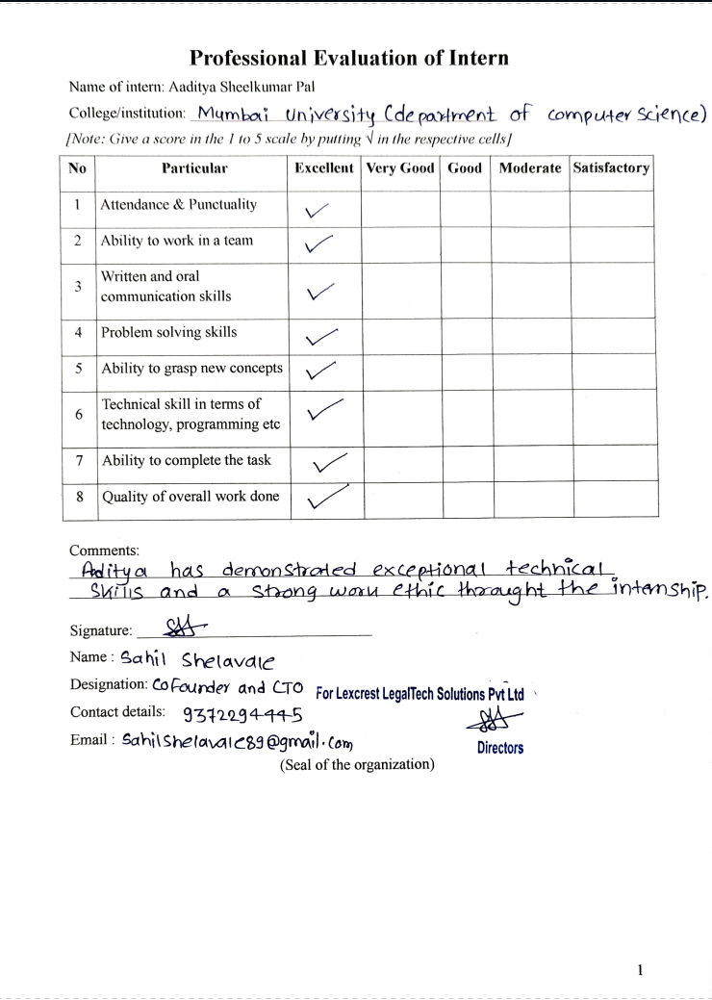 Professional Evaluation of Intern
Name of intern: Aaditya Sheelkumar Pal
College/institution: Mumbai University (department of computer Science)
[Note: Give a score in the 1 to 5 scale by putting √ in the respective cells]
No Particular Excellent Very Good Good Moderate Satisfactory
1 Attendance & Punctuality ✓
2 Ability to work in a team ✓
3 Written and oral
communication skills ✓
4 Problem solving skills ✓
5 Ability to grasp new concepts ✓
6 Technical skill in terms of
technology, programming etc ✓
7 Ability to complete the task ✓
8 Quality of overall work done ✓
Comments:
Aditya has demonstrated exceptional technical
Skills and a strong work ethic throught the internship.
Signature:
Name : Sahil Shelavale
Designation: CoFounder and CTO For Lexcrest LegalTech Solutions Pvt Ltd
Contact details: 9372294445
Email : Sahilshelavale89@gmail.com Directors
(Seal of the organization)
1